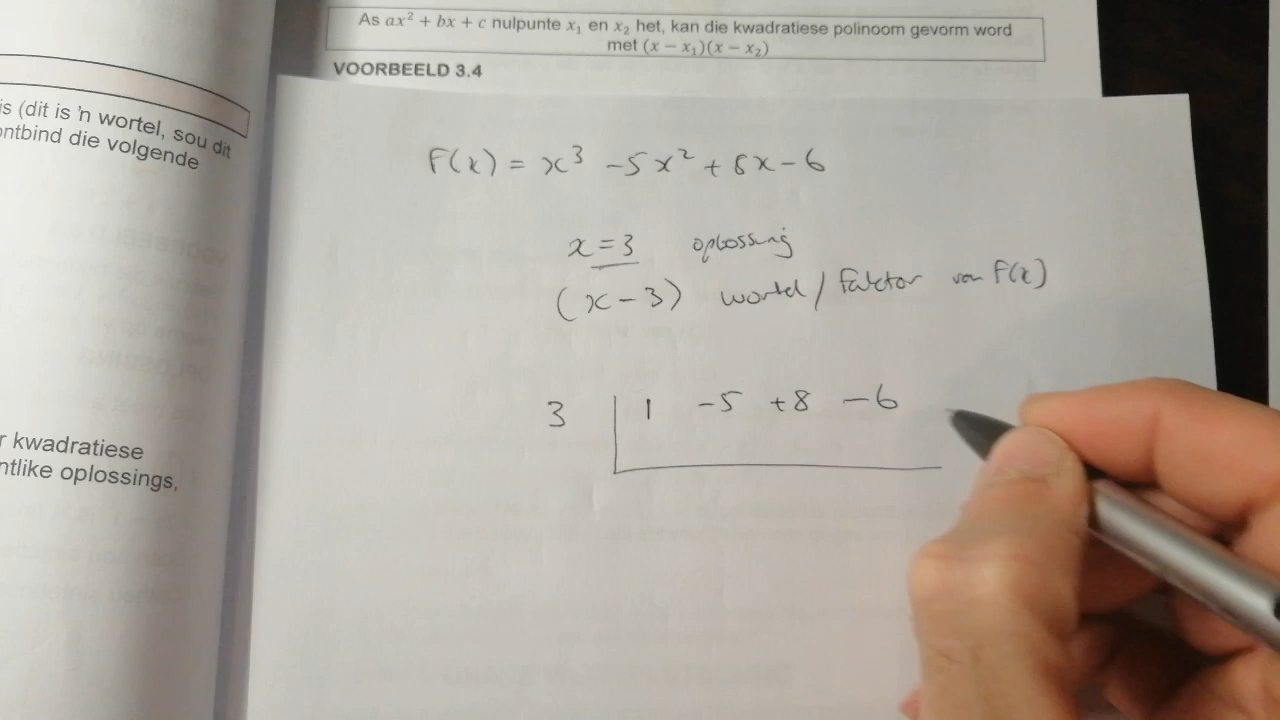 As ax² + bx + c nulpunte x₁ en x₂ het, kan die kwadratiese polinoom gevorm word
met (x − x₁)(x − x₂)
VOORBEELD 3.4
is (dit is 'n wortel, sou dit
ontbind die volgende
r kwadratiese
ntlike oplossings,
F(x) = x³ -5x² + 8x - 6
x = 3 oplossing
(x - 3) wortel / faktor van F(x)
3 | 1 -5 +8 -6